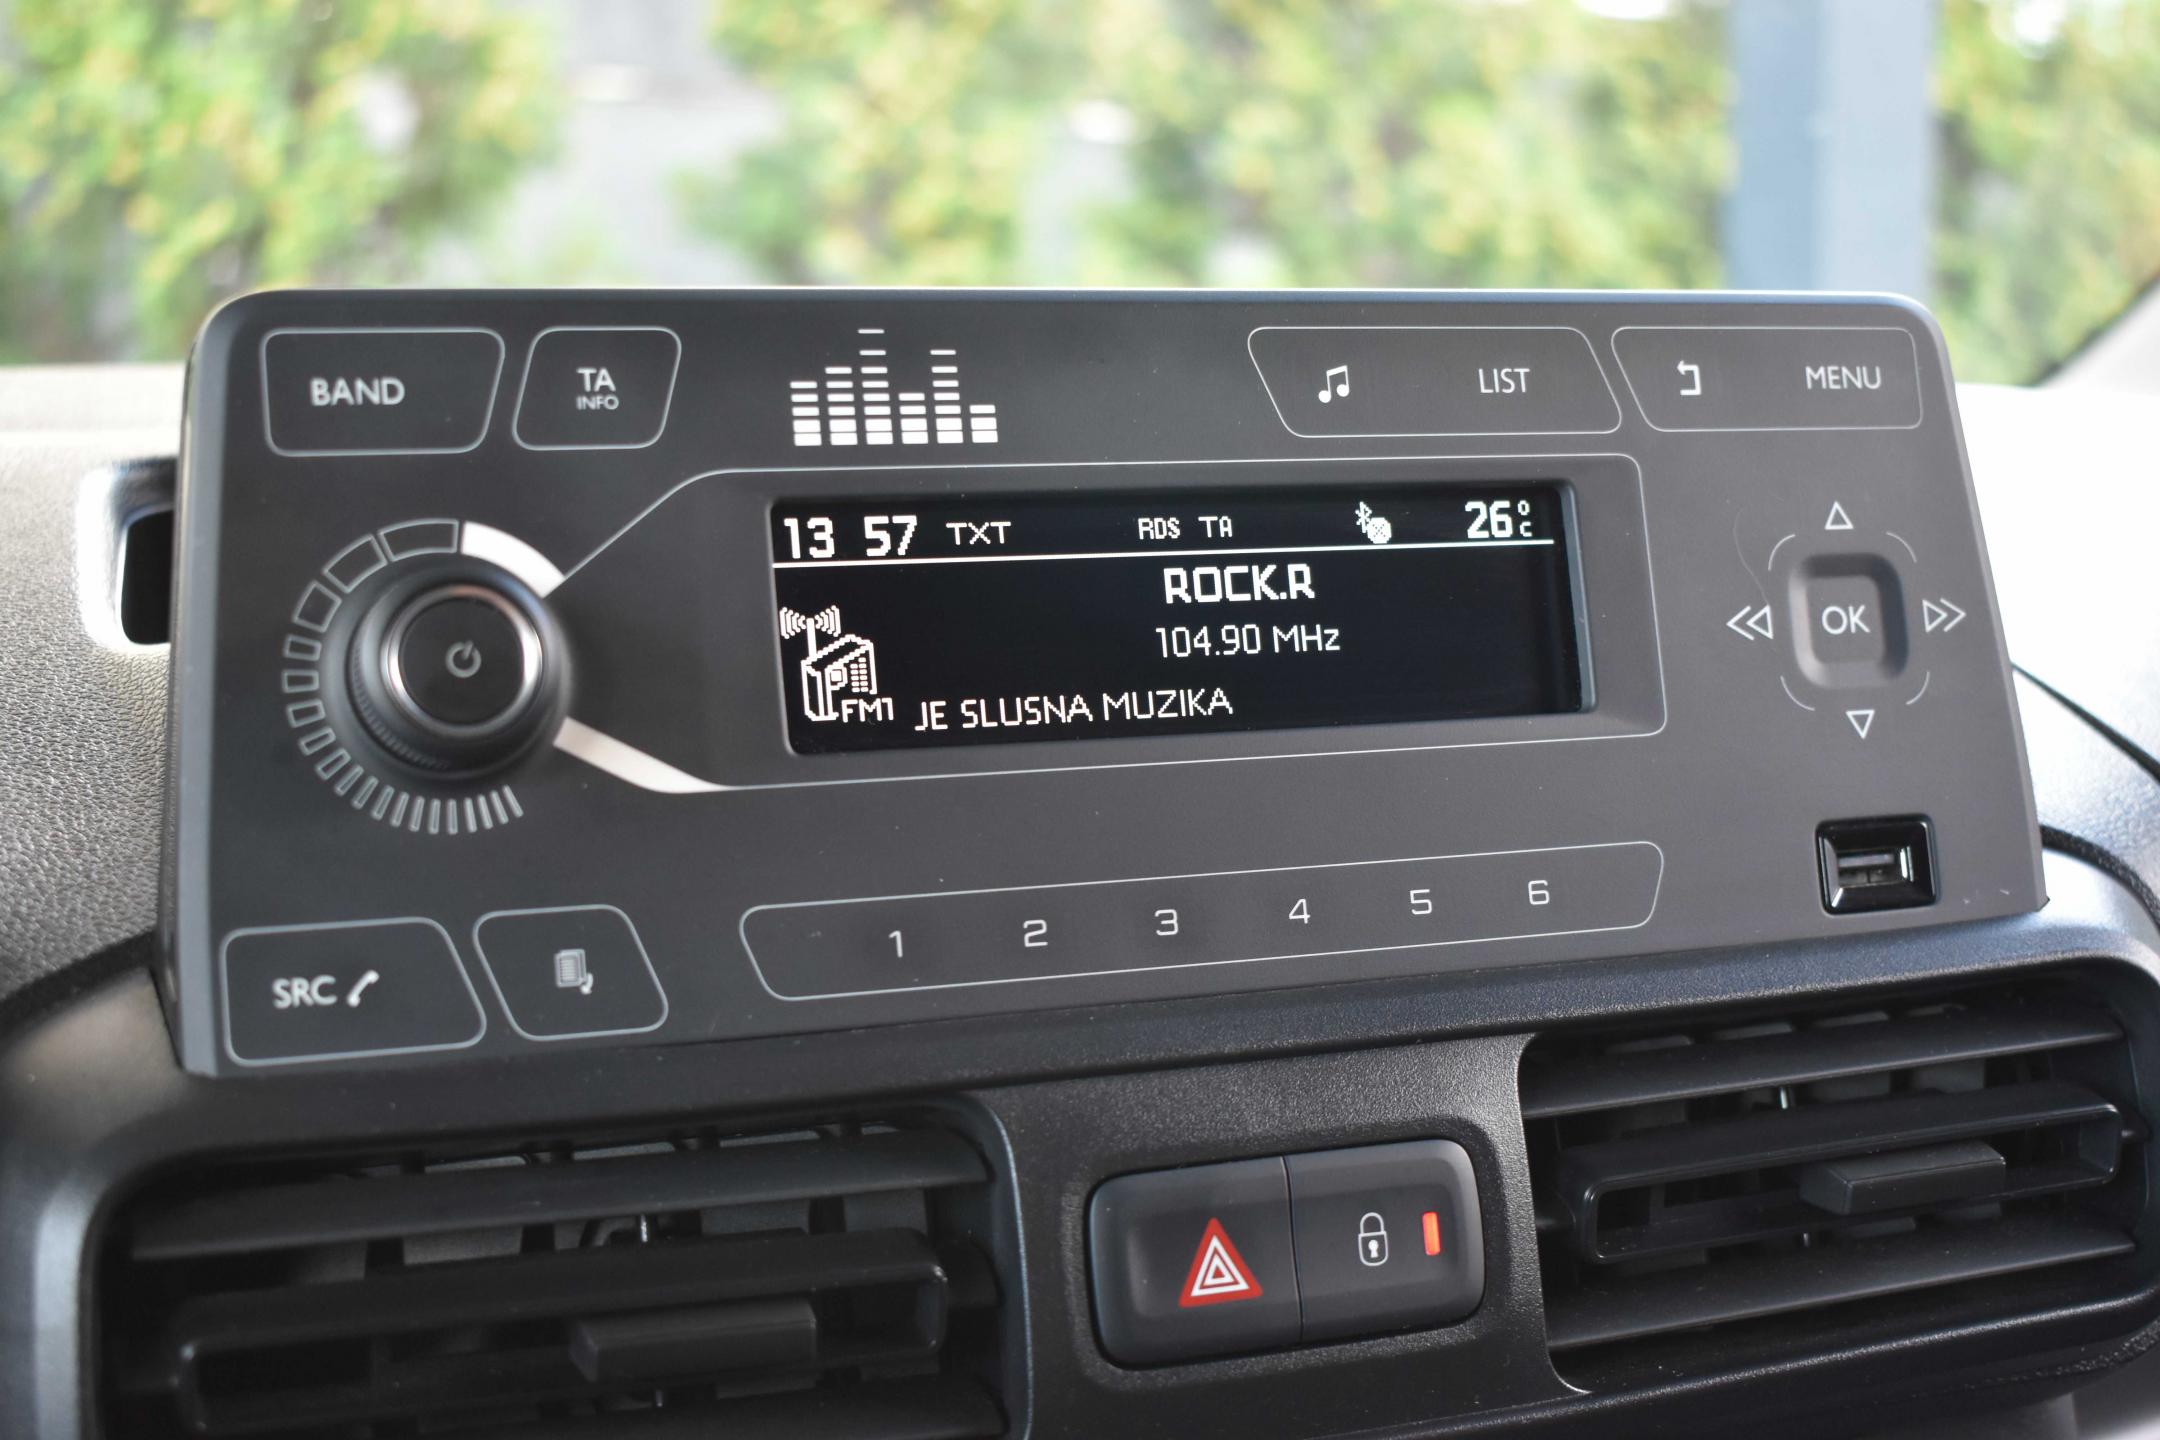 BAND
TA
INFO
LIST
MENU
13 57 TXT RDS TA 26°C
ROCK.R
104.90 MHz
FM1 JE SLUSNA MUZIKA
OK
SRC
1 2 3 4 5 6